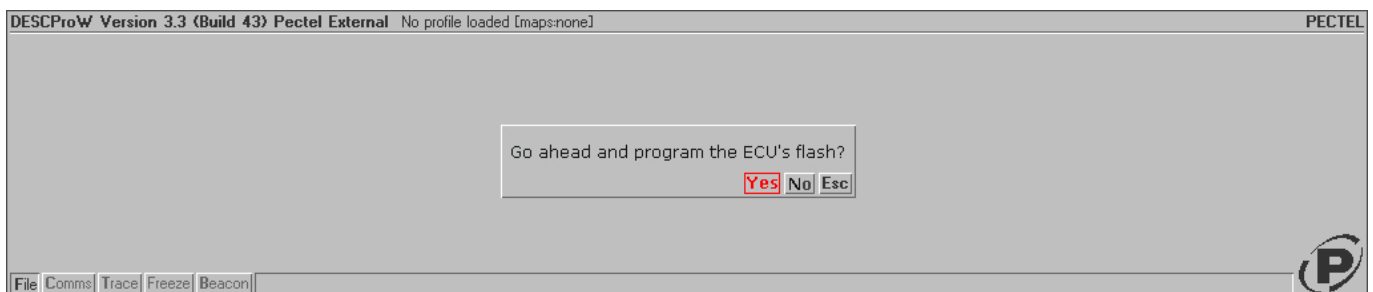 DESCProW Version 3.3 (Build 43) Pectel External No profile loaded [maps:none] PECTEL
Go ahead and program the ECU's flash?
Yes No Esc
P
File Comms Trace Freeze Beacon